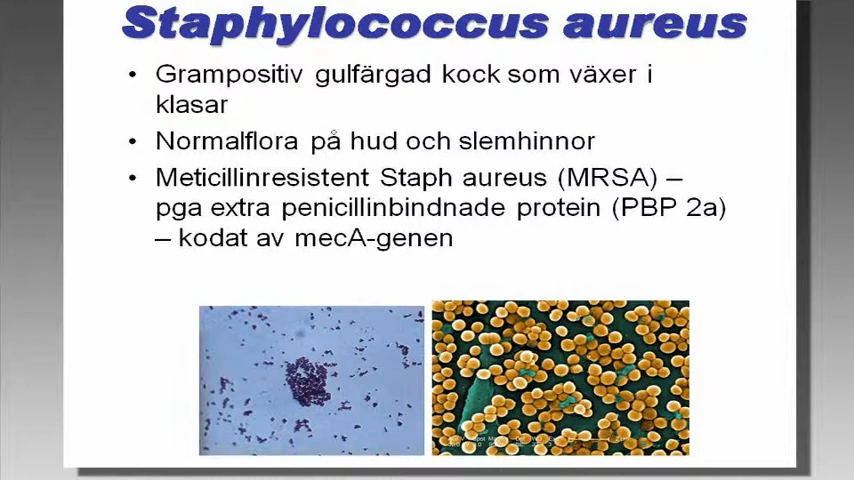 Staphylococcus aureus
• Grampositiv gulfärgad kock som växer i
klasar
• Normalflora på hud och slemhinnor
• Meticillinresistent Staph aureus (MRSA) –
pga extra penicillinbindnade protein (PBP 2a)
– kodat av mecA-genen